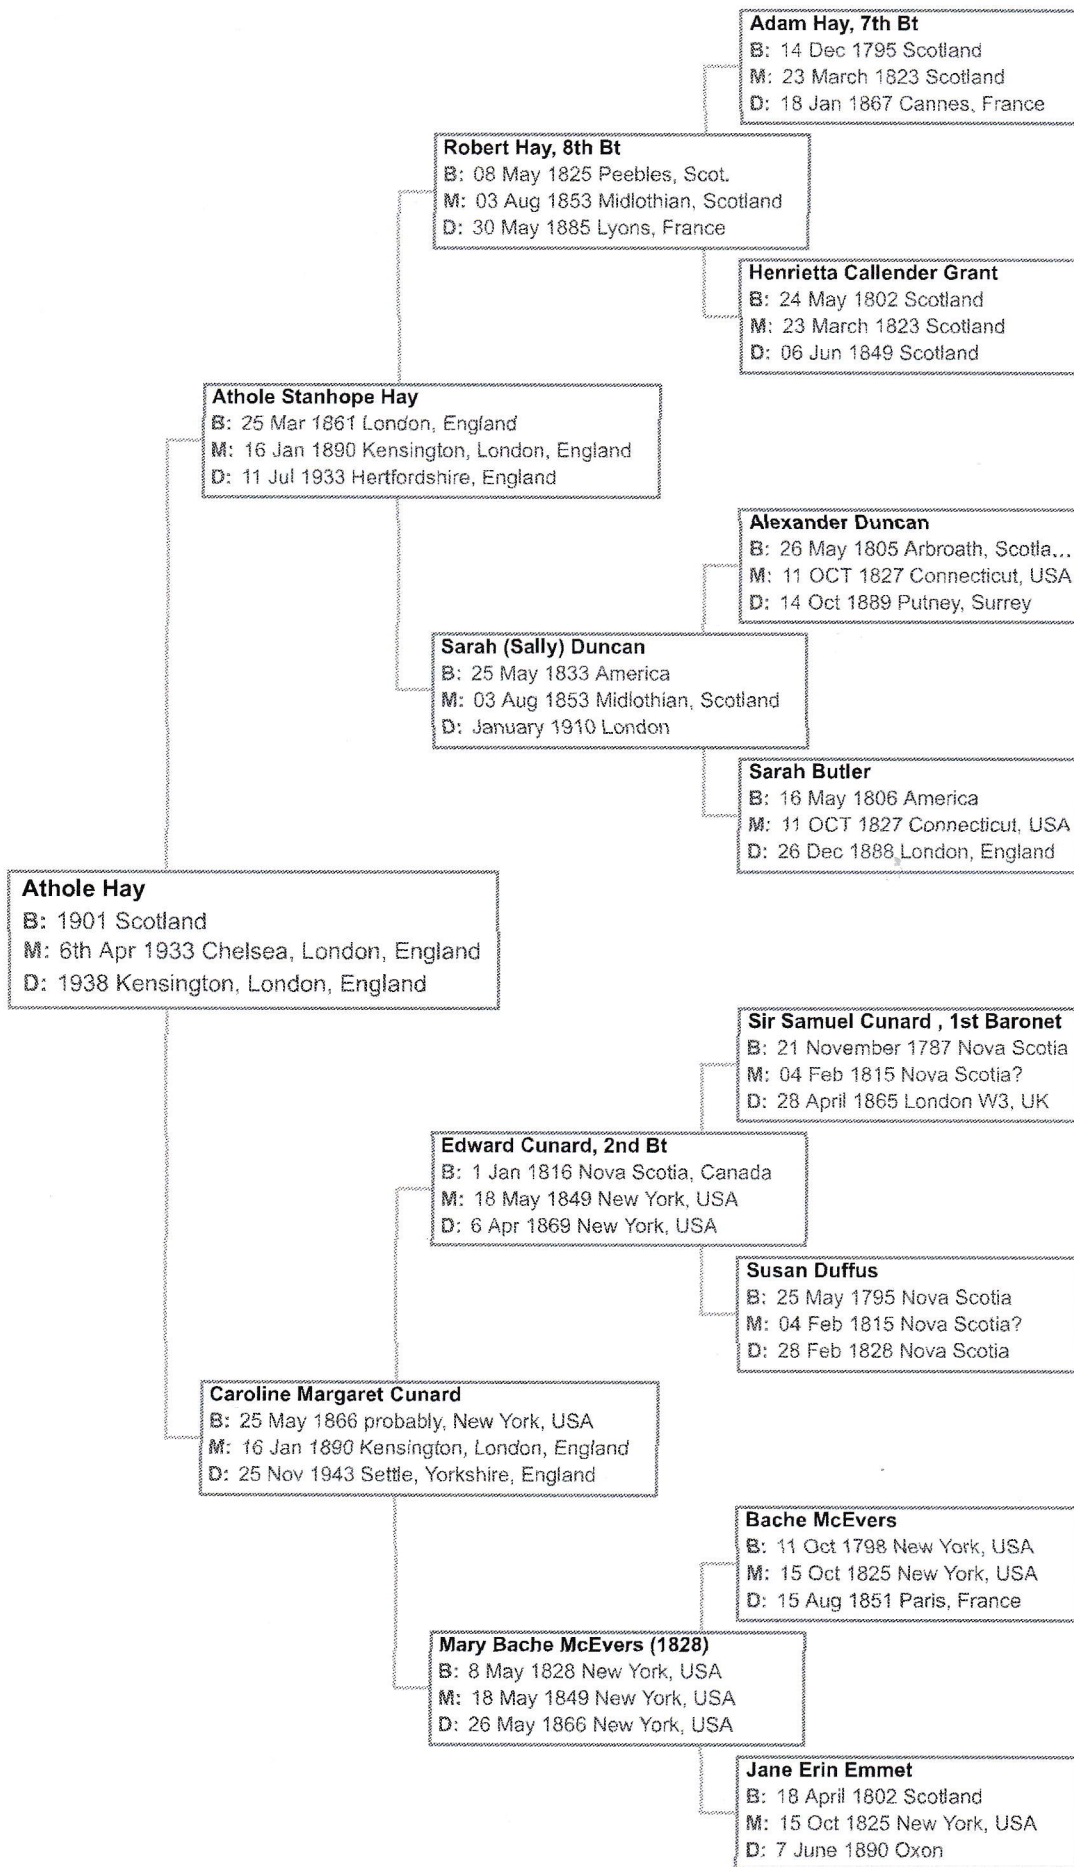 Adam Hay, 7th Bt
B: 14 Dec 1795 Scotland
M: 23 March 1823 Scotland
D: 18 Jan 1867 Cannes, France
Robert Hay, 8th Bt
B: 08 May 1825 Peebles, Scot.
M: 03 Aug 1853 Midlothian, Scotland
D: 30 May 1885 Lyons, France
Henrietta Callender Grant
B: 24 May 1802 Scotland
M: 23 March 1823 Scotland
D: 06 Jun 1849 Scotland
Athole Stanhope Hay
B: 25 Mar 1861 London, England
M: 16 Jan 1890 Kensington, London, England
D: 11 Jul 1933 Hertfordshire, England
Alexander Duncan
B: 26 May 1805 Arbroath, Scotla...
M: 11 OCT 1827 Connecticut, USA
D: 14 Oct 1889 Putney, Surrey
Sarah (Sally) Duncan
B: 25 May 1833 America
M: 03 Aug 1853 Midlothian, Scotland
D: January 1910 London
Sarah Butler
B: 16 May 1806 America
M: 11 OCT 1827 Connecticut, USA
D: 26 Dec 1888 London, England
Athole Hay
B: 1901 Scotland
M: 6th Apr 1933 Chelsea, London, England
D: 1938 Kensington, London, England
Sir Samuel Cunard , 1st Baronet
B: 21 November 1787 Nova Scotia
M: 04 Feb 1815 Nova Scotia?
D: 28 April 1865 London W3, UK
Edward Cunard, 2nd Bt
B: 1 Jan 1816 Nova Scotia, Canada
M: 18 May 1849 New York, USA
D: 6 Apr 1869 New York, USA
Susan Duffus
B: 25 May 1795 Nova Scotia
M: 04 Feb 1815 Nova Scotia?
D: 28 Feb 1828 Nova Scotia
Caroline Margaret Cunard
B: 25 May 1866 probably, New York, USA
M: 16 Jan 1890 Kensington, London, England
D: 25 Nov 1943 Settle, Yorkshire, England
Bache McEvers
B: 11 Oct 1798 New York, USA
M: 15 Oct 1825 New York, USA
D: 15 Aug 1851 Paris, France
Mary Bache McEvers (1828)
B: 8 May 1828 New York, USA
M: 18 May 1849 New York, USA
D: 26 May 1866 New York, USA
Jane Erin Emmet
B: 18 April 1802 Scotland
M: 15 Oct 1825 New York, USA
D: 7 June 1890 Oxon